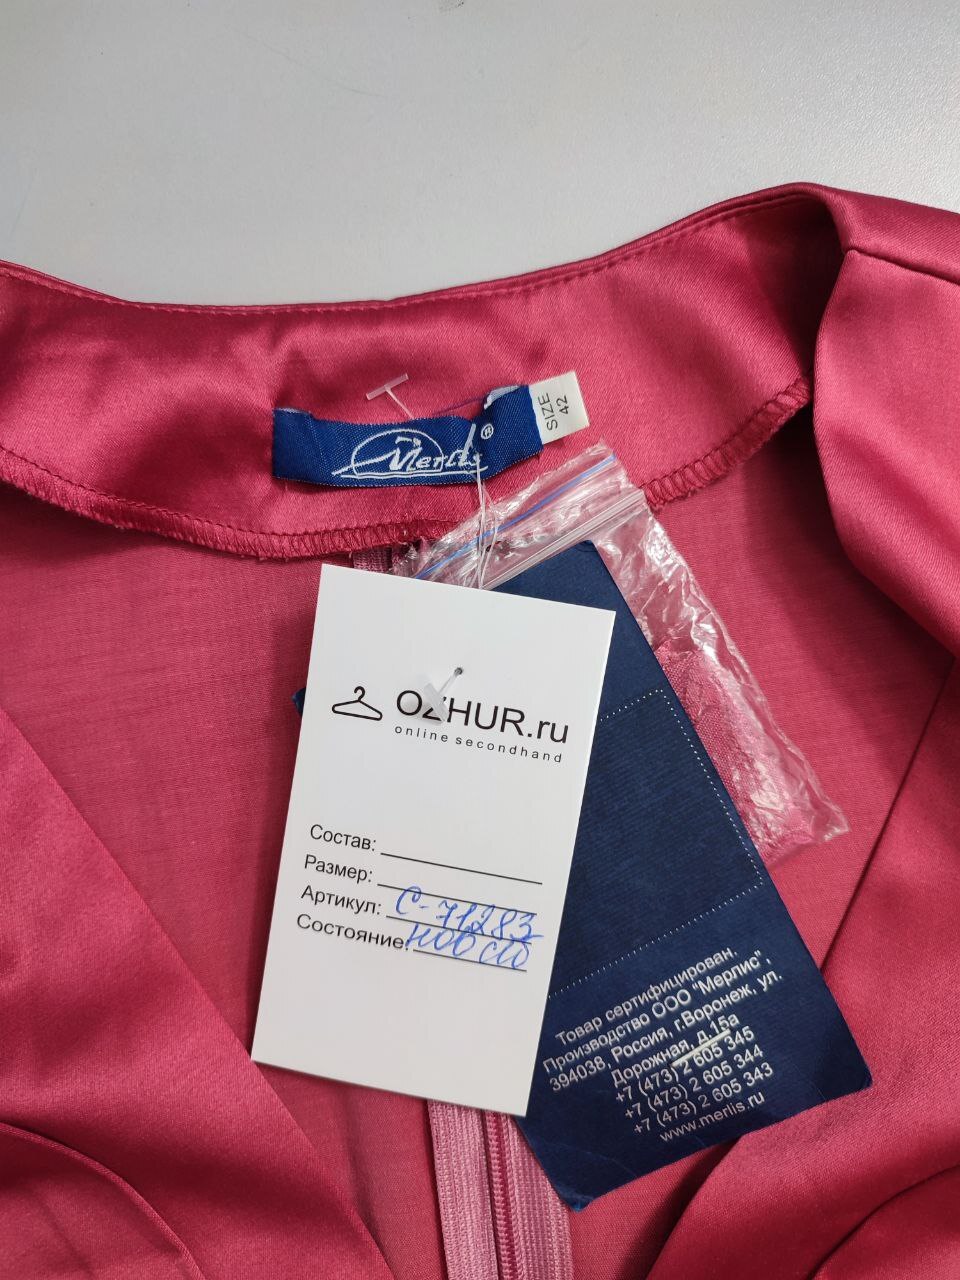 Merlis ®
SIZE
42
OZHUR.ru
online secondhand
Состав:
Размер:
Артикул: С-71283
Состояние: нов сто
Товар сертифицирован.
Производство ООО "Мерлис",
394038, Россия, г.Воронеж, ул.
Дорожная, д.15а
+7 (473) 2 605 345
+7 (473) 2 605 344
+7 (473) 2 605 343
www.merlis.ru